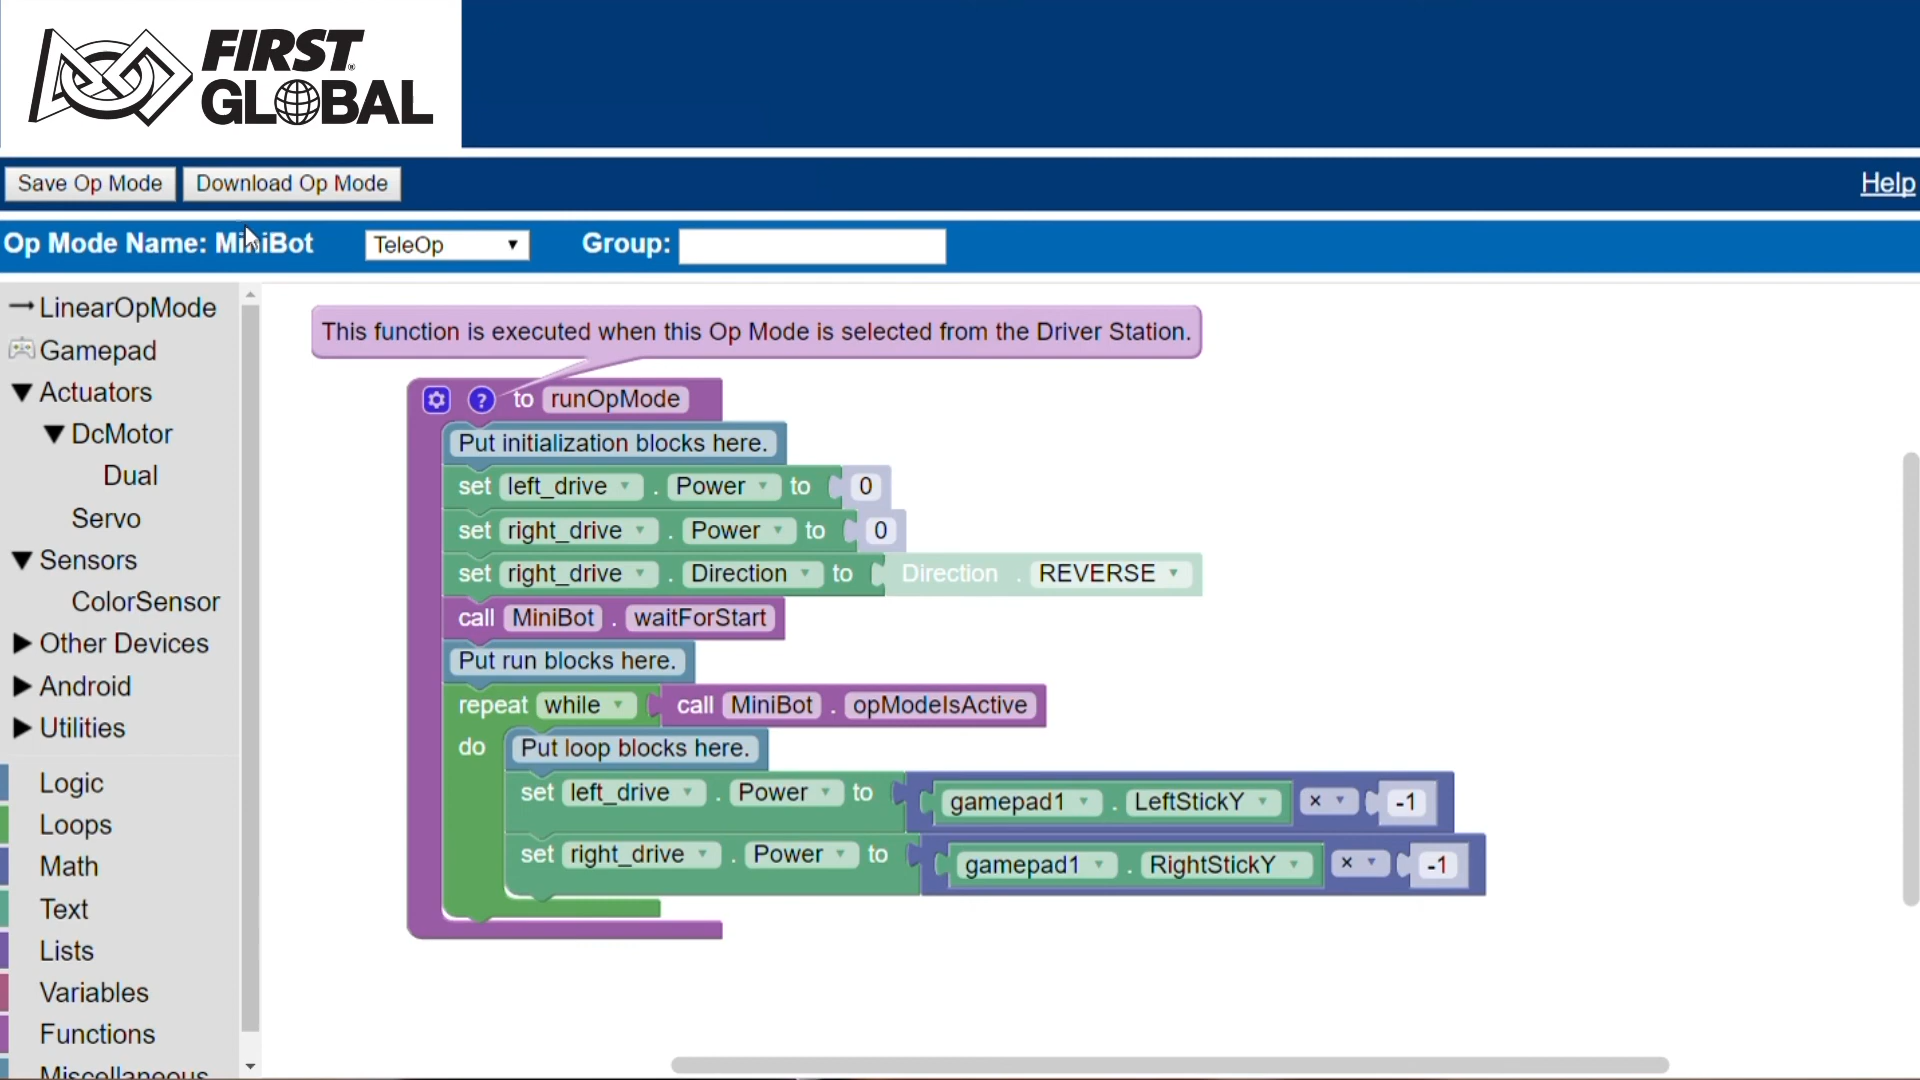 FIRST
GLOBAL
Save Op Mode Download Op Mode Help
Op Mode Name: MiniBot TeleOp Group:
LinearOpMode
Gamepad
Actuators
DcMotor
Dual
Servo
Sensors
ColorSensor
Other Devices
Android
Utilities
Logic
Loops
Math
Text
Lists
Variables
Functions
Miscellaneous
This function is executed when this Op Mode is selected from the Driver Station.
? to runOpMode
Put initialization blocks here.
set left_drive . Power to 0
set right_drive . Power to 0
set right_drive . Direction to Direction . REVERSE
call MiniBot . waitForStart
Put run blocks here.
repeat while call MiniBot . opModeIsActive
do Put loop blocks here.
set left_drive . Power to gamepad1 . LeftStickY × -1
set right_drive . Power to gamepad1 . RightStickY × -1